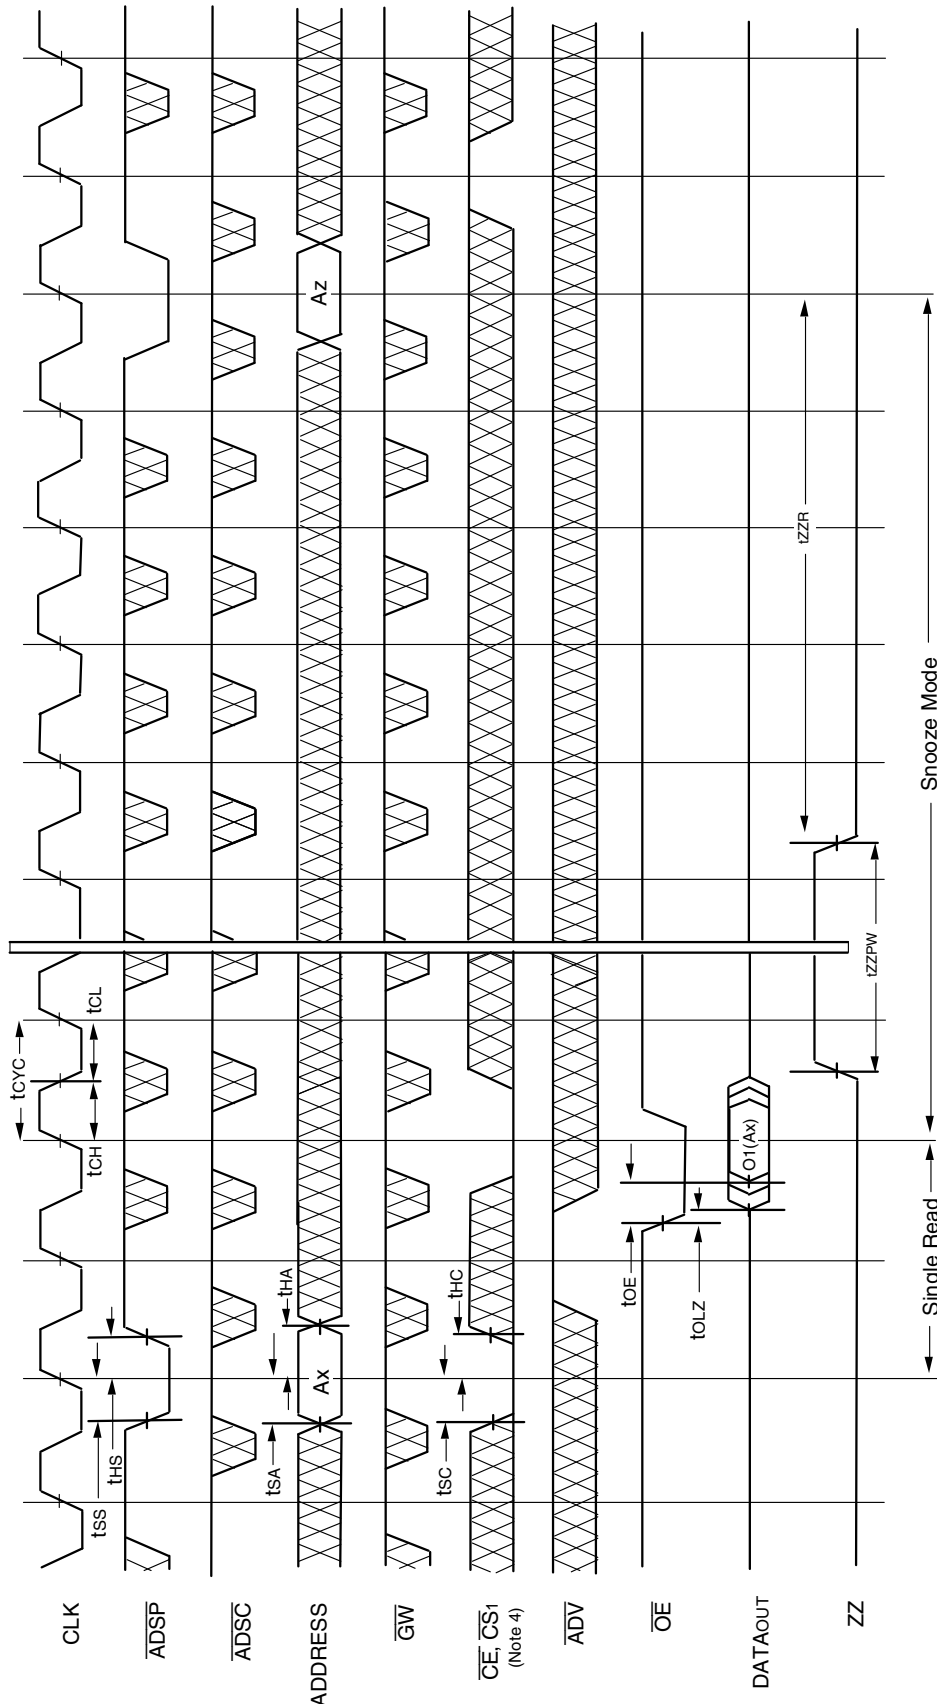 CLK
tSS
tHS
tCH
tCYC
tCL
ADSP
ADSC
ADDRESS
tSA
Ax
tHA
Az
GW
CE, CS1
(Note 4)
tSC
tHC
ADV
OE
tOE
tOLZ
DATAOUT
O1(Ax)
ZZ
tZZPW
tZZR
Single Read
Snooze Mode